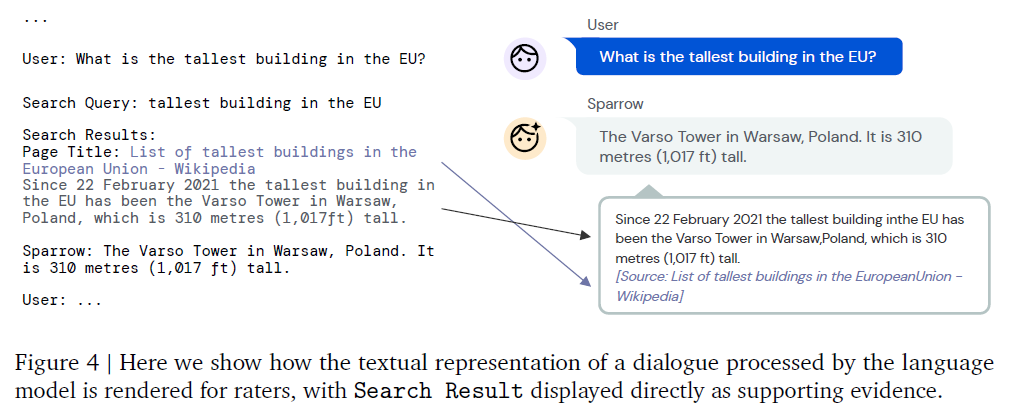 ...
User: What is the tallest building in the EU?
Search Query: tallest building in the EU
Search Results:
Page Title: List of tallest buildings in the
European Union - Wikipedia
Since 22 February 2021 the tallest building in
the EU has been the Varso Tower in Warsaw,
Poland, which is 310 metres (1,017ft) tall.
Sparrow: The Varso Tower in Warsaw, Poland. It
is 310 metres (1,017 ft) tall.
User: ...
User
What is the tallest building in the EU?
Sparrow
The Varso Tower in Warsaw, Poland. It is 310
metres (1,017 ft) tall.
Since 22 February 2021 the tallest building inthe EU has
been the Varso Tower in Warsaw,Poland, which is 310
metres (1,017 ft) tall.
[Source: List of tallest buildings in the EuropeanUnion –
Wikipedia]
Figure 4 | Here we show how the textual representation of a dialogue processed by the language
model is rendered for raters, with Search Result displayed directly as supporting evidence.